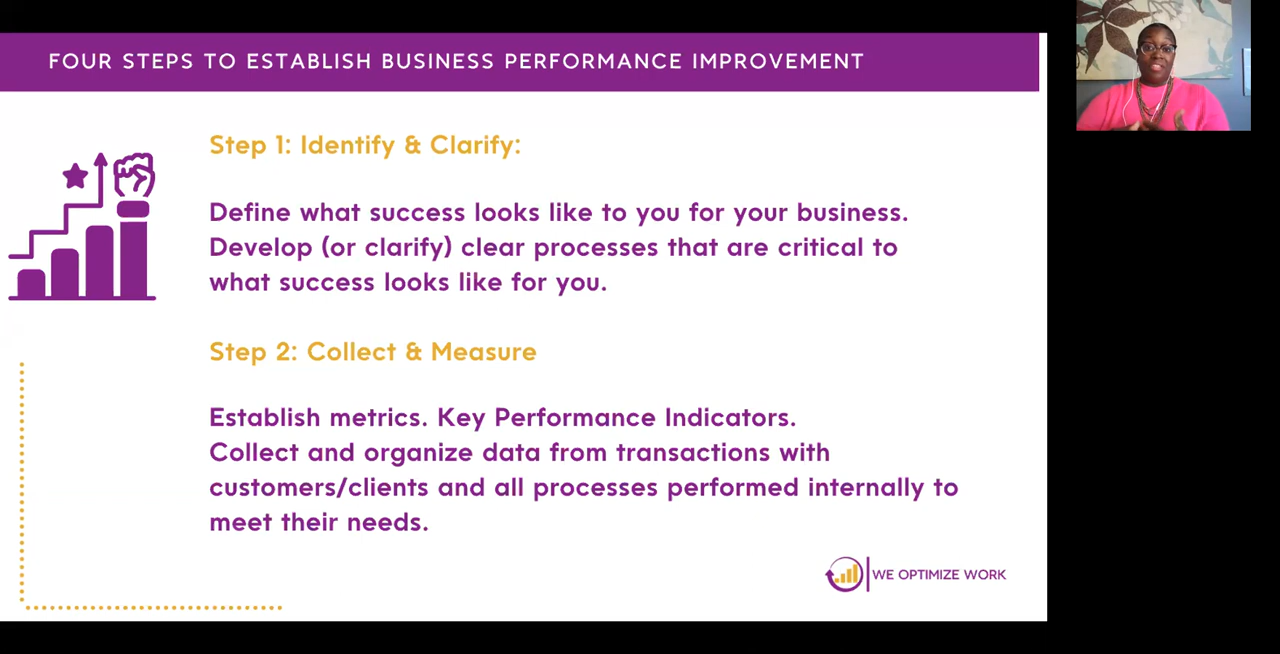 FOUR STEPS TO ESTABLISH BUSINESS PERFORMANCE IMPROVEMENT
Step 1: Identify & Clarify:
Define what success looks like to you for your business.
Develop (or clarify) clear processes that are critical to
what success looks like for you.
Step 2: Collect & Measure
Establish metrics. Key Performance Indicators.
Collect and organize data from transactions with
customers/clients and all processes performed internally to
meet their needs.
WE OPTIMIZE WORK